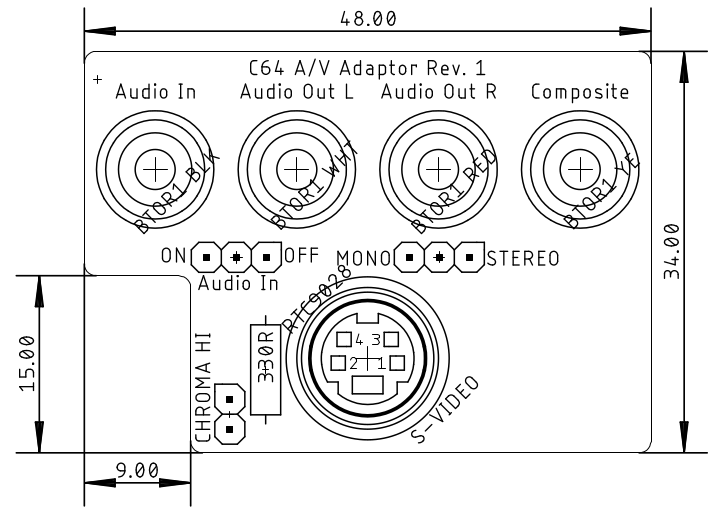 48.00
C64 A/V Adaptor Rev. 1
Audio In
Audio Out L
Audio Out R
Composite
BTOR1 BLK
BTOR1 WHT
BTOR1 RED
BTOR1 YE
ON
OFF
MONO
STEREO
Audio In
34.00
RIC9028
15.00
CHROMA HI
330R
4 3
2 1
S-VIDEO
9.00